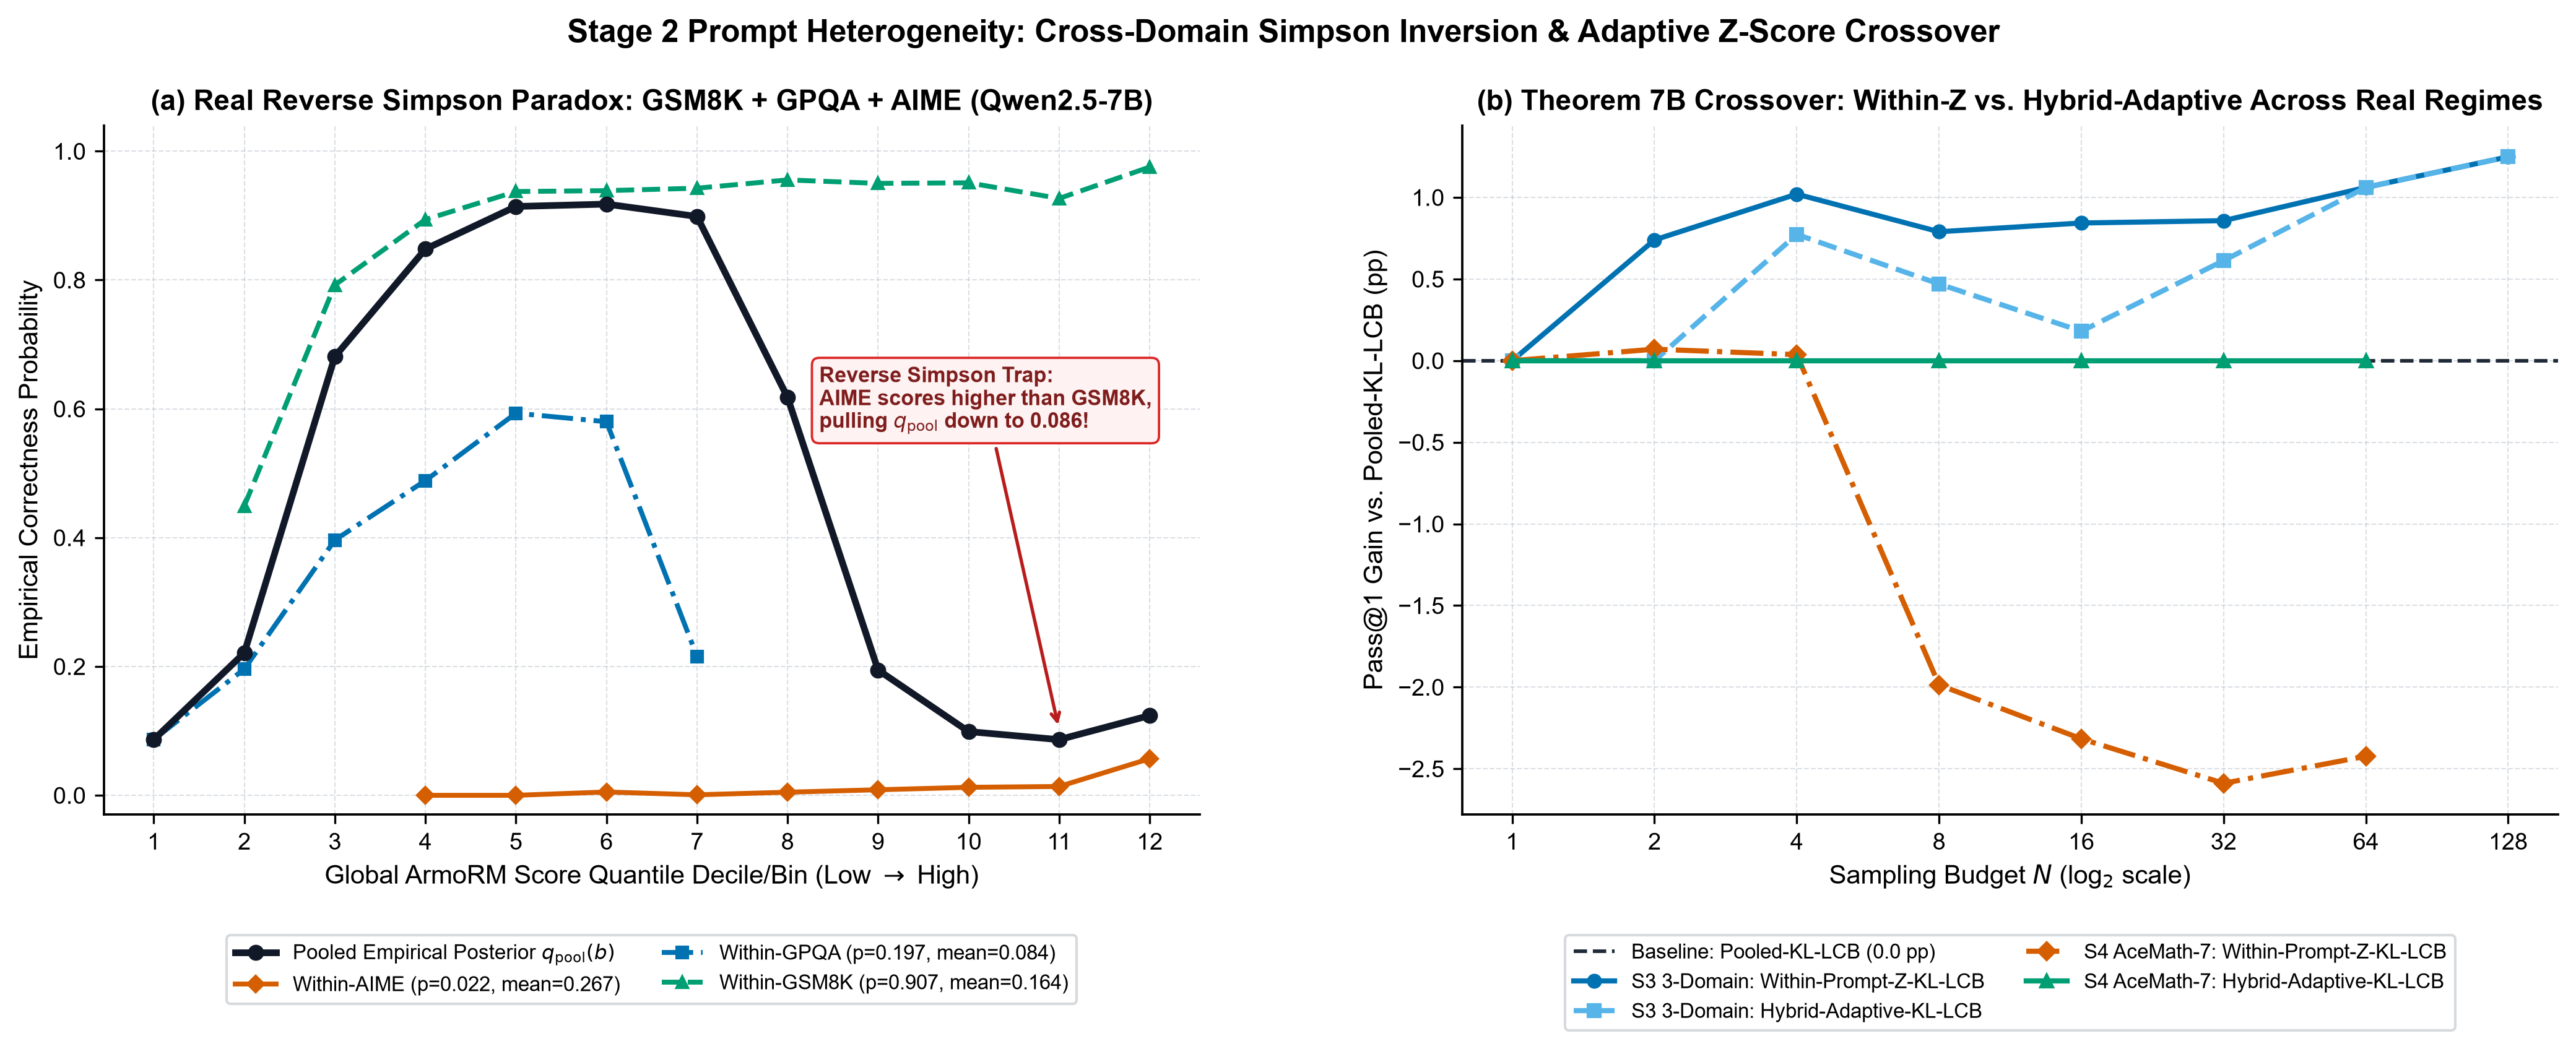 Stage 2 Prompt Heterogeneity: Cross-Domain Simpson Inversion & Adaptive Z-Score Crossover
(a) Real Reverse Simpson Paradox: GSM8K + GPQA + AIME (Qwen2.5-7B)
Empirical Correctness Probability
1.0
0.8
0.6
0.4
0.2
0.0
Reverse Simpson Trap:
AIME scores higher than GSM8K,
pulling q_pool down to 0.086!
1 2 3 4 5 6 7 8 9 10 11 12
Global ArmoRM Score Quantile Decile/Bin (Low → High)
Pooled Empirical Posterior q_pool(b)
Within-AIME (p=0.022, mean=0.267)
Within-GPQA (p=0.197, mean=0.084)
Within-GSM8K (p=0.907, mean=0.164)
(b) Theorem 7B Crossover: Within-Z vs. Hybrid-Adaptive Across Real Regimes
Pass@1 Gain vs. Pooled-KL-LCB (pp)
1.0
0.5
0.0
−0.5
−1.0
−1.5
−2.0
−2.5
1 2 4 8 16 32 64 128
Sampling Budget N (log₂ scale)
Baseline: Pooled-KL-LCB (0.0 pp)
S3 3-Domain: Within-Prompt-Z-KL-LCB
S3 3-Domain: Hybrid-Adaptive-KL-LCB
S4 AceMath-7: Within-Prompt-Z-KL-LCB
S4 AceMath-7: Hybrid-Adaptive-KL-LCB